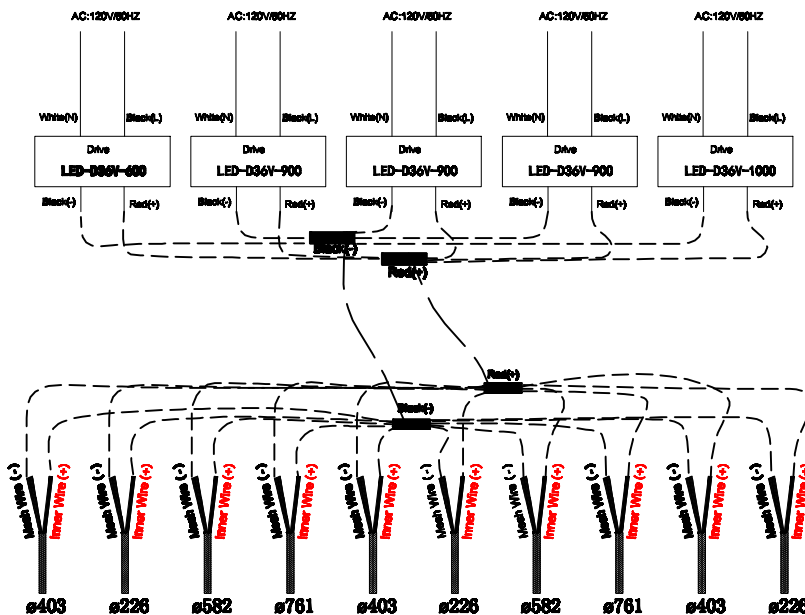 AC:120V/60HZ AC:120V/60HZ AC:120V/60HZ AC:120V/60HZ AC:120V/60HZ
White(N) Black(L) White(N) Black(L) White(N) Black(L) White(N) Black(L) White(N) Black(L)
Drive Drive Drive Drive Drive
LED-D36V-600 LED-D36V-900 LED-D36V-900 LED-D36V-900 LED-D36V-1000
Black(-) Red(+) Black(-) Red(+) Black(-) Red(+) Black(-) Red(+) Black(-) Red(+)
Black(-)
Red(+)
Red(+)
Black(-)
Mesh Wire (-) Inner Wire (+) Mesh Wire (-) Inner Wire (+) Mesh Wire (-) Inner Wire (+) Mesh Wire (-) Inner Wire (+) Mesh Wire (-) Inner Wire (+) Mesh Wire (-) Inner Wire (+) Mesh Wire (-) Inner Wire (+) Mesh Wire (-) Inner Wire (+) Mesh Wire (-) Inner Wire (+) Mesh Wire (-) Inner Wire (+)
ø403 ø226 ø582 ø761 ø403 ø226 ø582 ø761 ø403 ø226